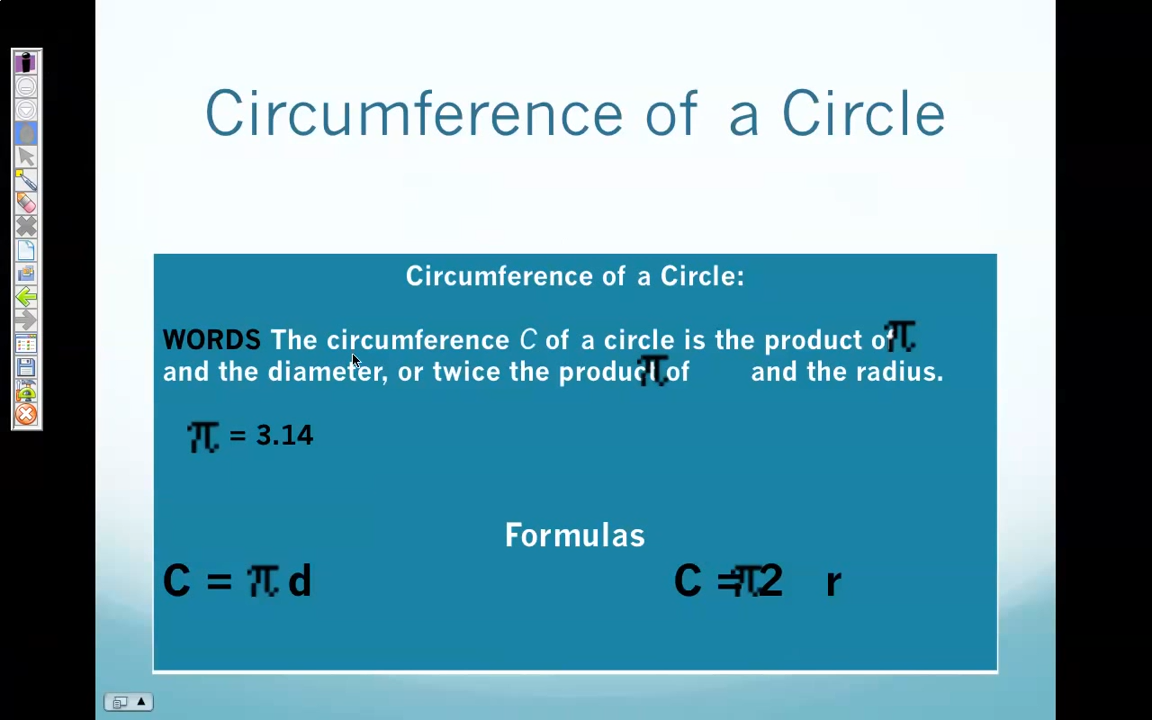 Circumference of a Circle
Circumference of a Circle:
WORDS The circumference C of a circle is the product of π
and the diameter, or twice the product π of and the radius.
π = 3.14
Formulas
C = π d
C = π 2 r